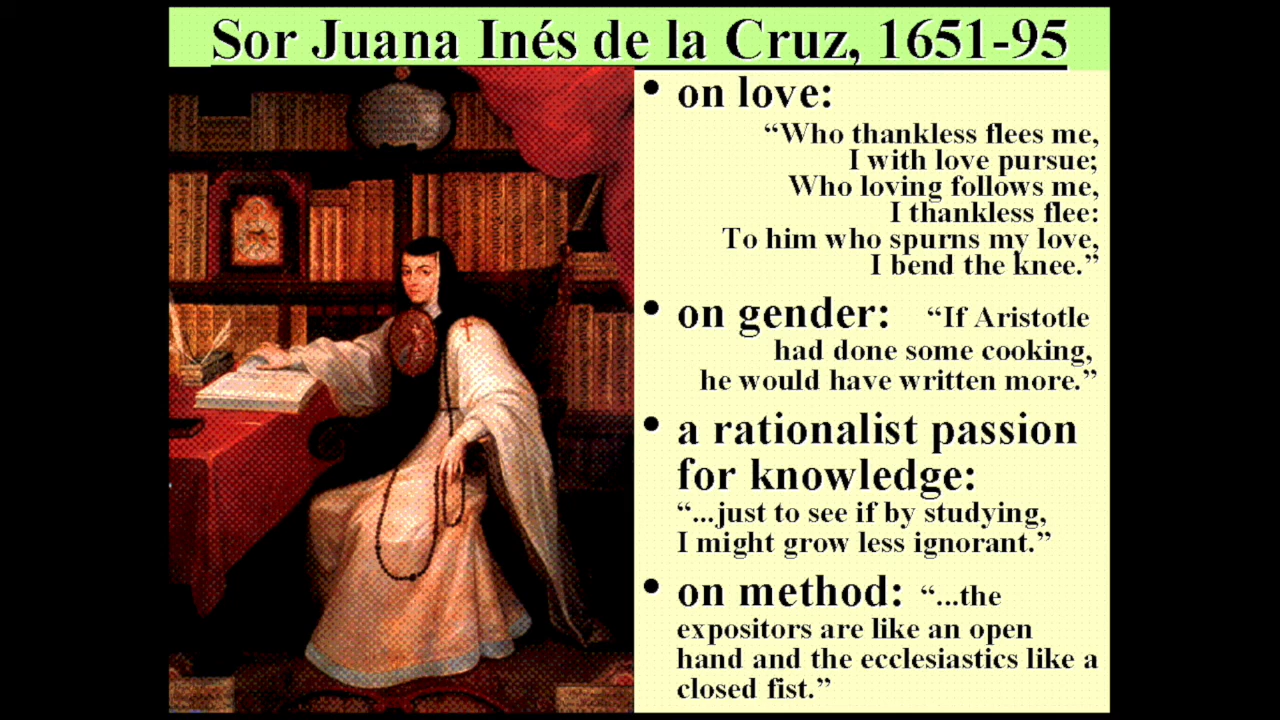 Sor Juana Inés de la Cruz, 1651-95
• on love:
“Who thankless flees me,
I with love pursue;
Who loving follows me,
I thankless flee:
To him who spurns my love,
I bend the knee.”
• on gender: “If Aristotle
had done some cooking,
he would have written more.”
• a rationalist passion
for knowledge:
“...just to see if by studying,
I might grow less ignorant.”
• on method: “...the
expositors are like an open
hand and the ecclesiastics like a
closed fist.”